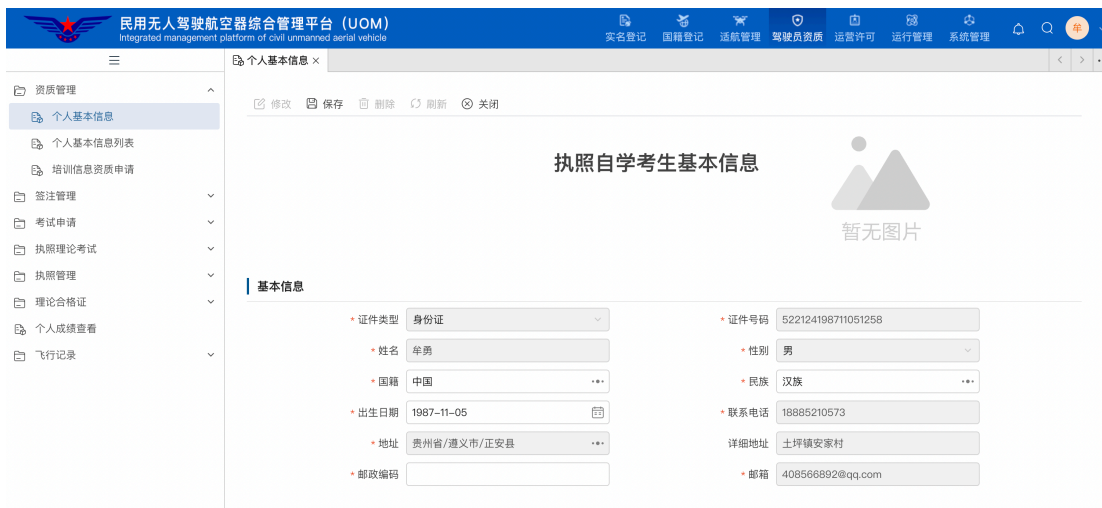 民用无人驾驶航空器综合管理平台（UOM）
Integrated management platform of civil unmanned aerial vehicle
实名登记 国籍登记 适航管理 驾驶员资质 运营许可 运行管理 系统管理 牟
个人基本信息 ×
资质管理
个人基本信息
个人基本信息列表
培训信息资质申请
签注管理
考试申请
执照理论考试
执照管理
理论合格证
个人成绩查看
飞行记录
修改 保存 删除 刷新 关闭
执照自学考生基本信息
暂无图片
基本信息
* 证件类型 身份证 * 证件号码 522124198711051258
* 姓名 牟勇 * 性别 男
* 国籍 中国 * 民族 汉族
* 出生日期 1987-11-05 * 联系电话 18885210573
* 地址 贵州省/遵义市/正安县 详细地址 土坪镇安家村
* 邮政编码 * 邮箱 408566892@qq.com